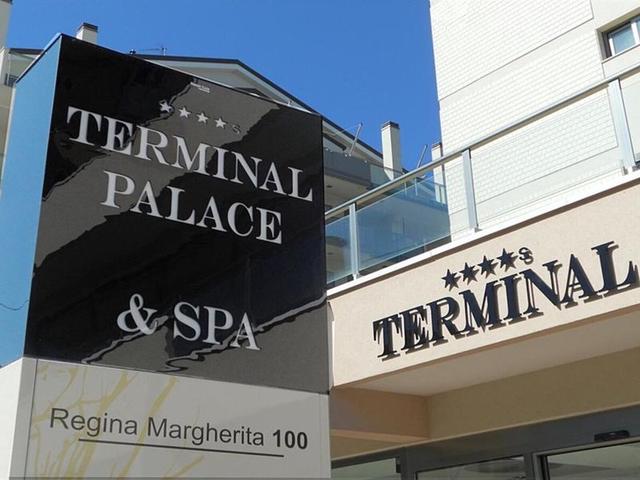 ★★★★S
TERMINAL
PALACE
& SPA
Regina Margherita 100
★★★★S
TERMINAL